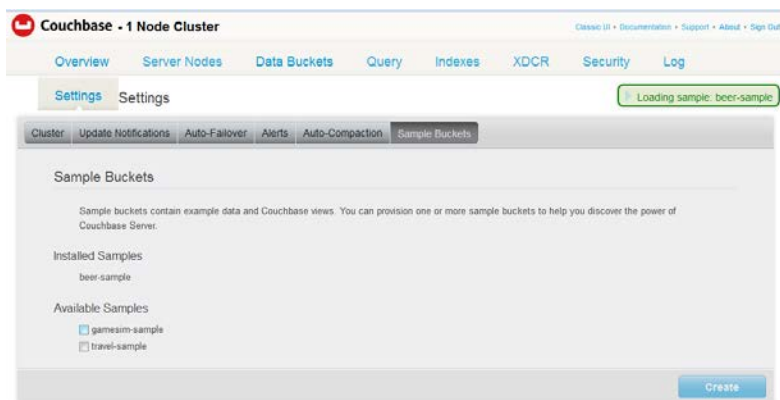 Couchbase - 1 Node Cluster
Classic UI • Documentation • Support • About • Sign Out
Overview Server Nodes Data Buckets Query Indexes XDCR Security Log
Settings Settings
Loading sample: beer-sample
Cluster Update Notifications Auto-Failover Alerts Auto-Compaction Sample Buckets
Sample Buckets
Sample buckets contain example data and Couchbase views. You can provision one or more sample buckets to help you discover the power of
Couchbase Server.
Installed Samples
beer-sample
Available Samples
gamesim-sample
travel-sample
Create